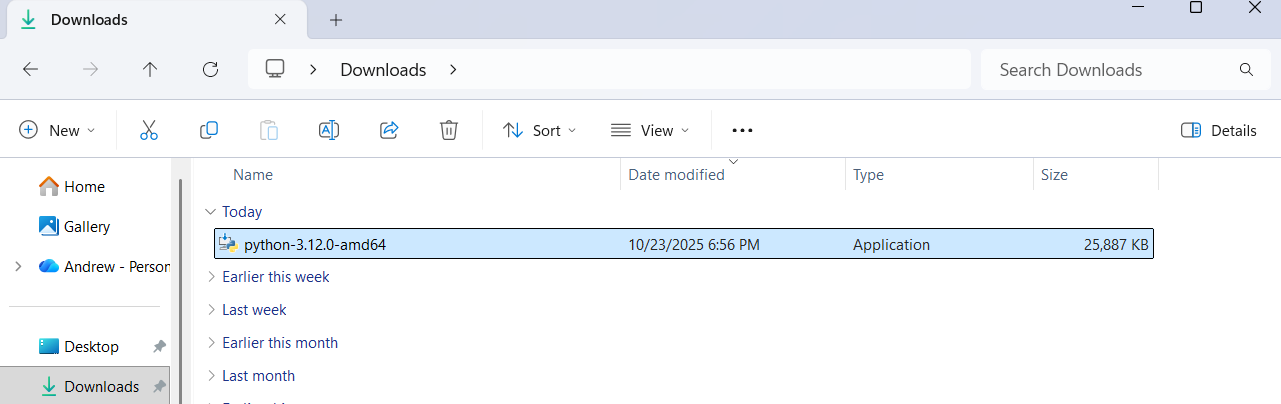 Downloads
Downloads
Search Downloads
New
Sort
View
Details
Home
Gallery
Andrew - Person
Desktop
Downloads
Name Date modified Type Size
Today
python-3.12.0-amd64 10/23/2025 6:56 PM Application 25,887 KB
Earlier this week
Last week
Earlier this month
Last month